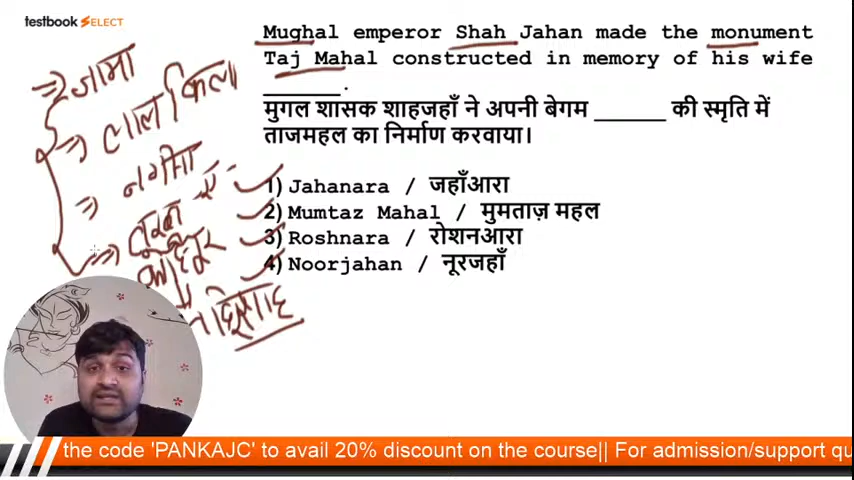 testbook SELECT
Mughal emperor Shah Jahan made the monument
Taj Mahal constructed in memory of his wife
______.
मुगल शासक शाहजहाँ ने अपनी बेगम ______ की स्मृति में
ताजमहल का निर्माण करवाया।
1) Jahanara / जहाँआरा
2) Mumtaz Mahal / मुमताज़ महल
3) Roshnara / रोशनआरा
4) Noorjahan / नूरजहाँ
⇒ जामा
⇒ लाल किला
⇒ नगीना
the code 'PANKAJC' to avail 20% discount on the course|| For admission/support qu